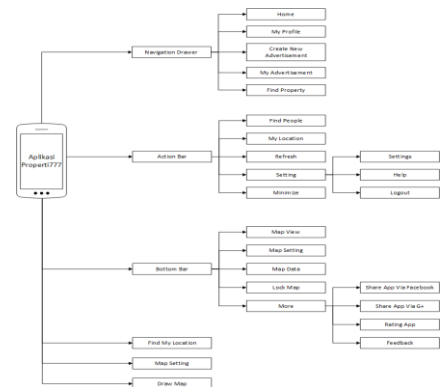 Home
My Profile
Navigation Drawer
Create New
Advertisement
My Advertisement
Find Property
Aplikasi
Properti777
Find People
My Location
Action Bar
Refresh
Settings
Setting
Help
Minimize
Logout
Map View
Map Setting
Bottom Bar
Map Data
Lock Map
Share App Via Facebook
More
Share App Via G+
Rating App
Find My Location
Feedback
Map Setting
Draw Map